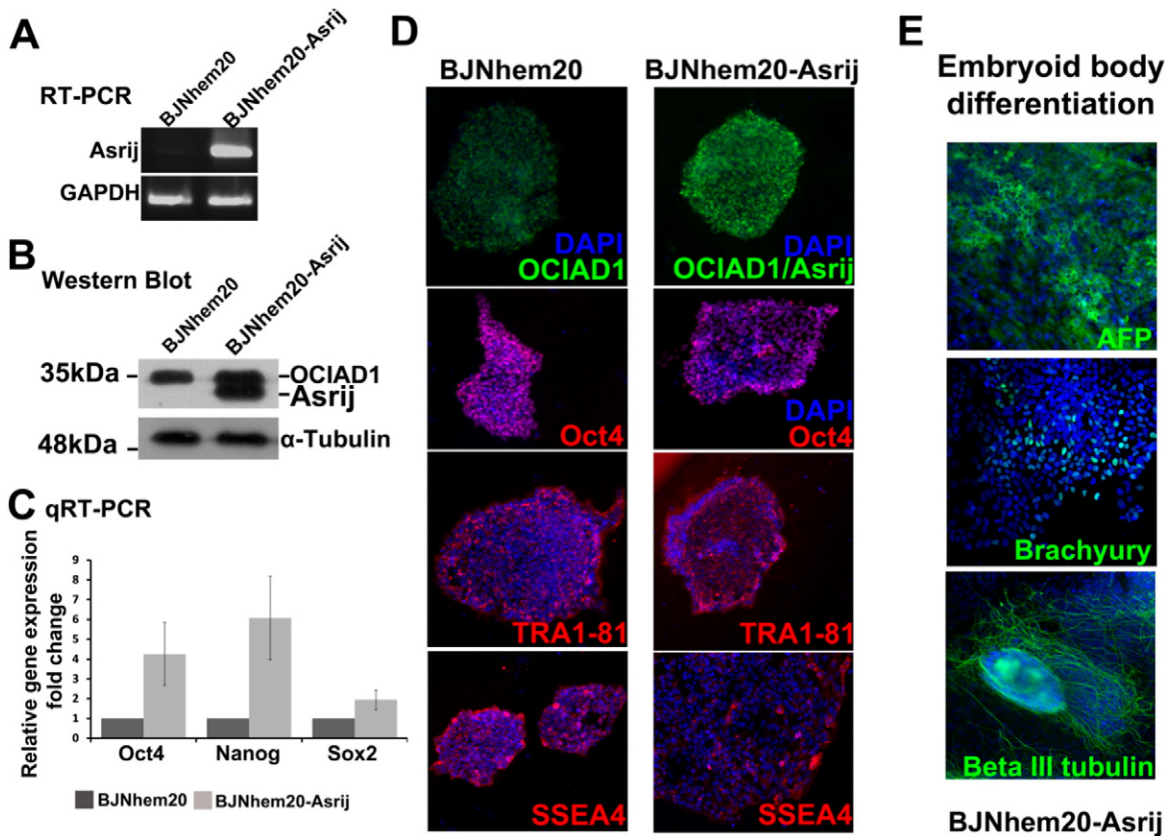 A
RT-PCR
BJNhem20
BJNhem20-Asrij
Asrij
GAPDH
B
Western Blot
BJNhem20
BJNhem20-Asrij
35kDa
OCIAD1
Asrij
48kDa
α-Tubulin
C qRT-PCR
Relative gene expression
fold change
9
8
7
6
5
4
3
2
1
0
Oct4 Nanog Sox2
BJNhem20 BJNhem20-Asrij
D
BJNhem20 BJNhem20-Asrij
DAPI
OCIAD1
DAPI
OCIAD1/Asrij
Oct4
DAPI
Oct4
TRA1-81
TRA1-81
SSEA4
SSEA4
E
Embryoid body
differentiation
AFP
Brachyury
Beta III tubulin
BJNhem20-Asrij